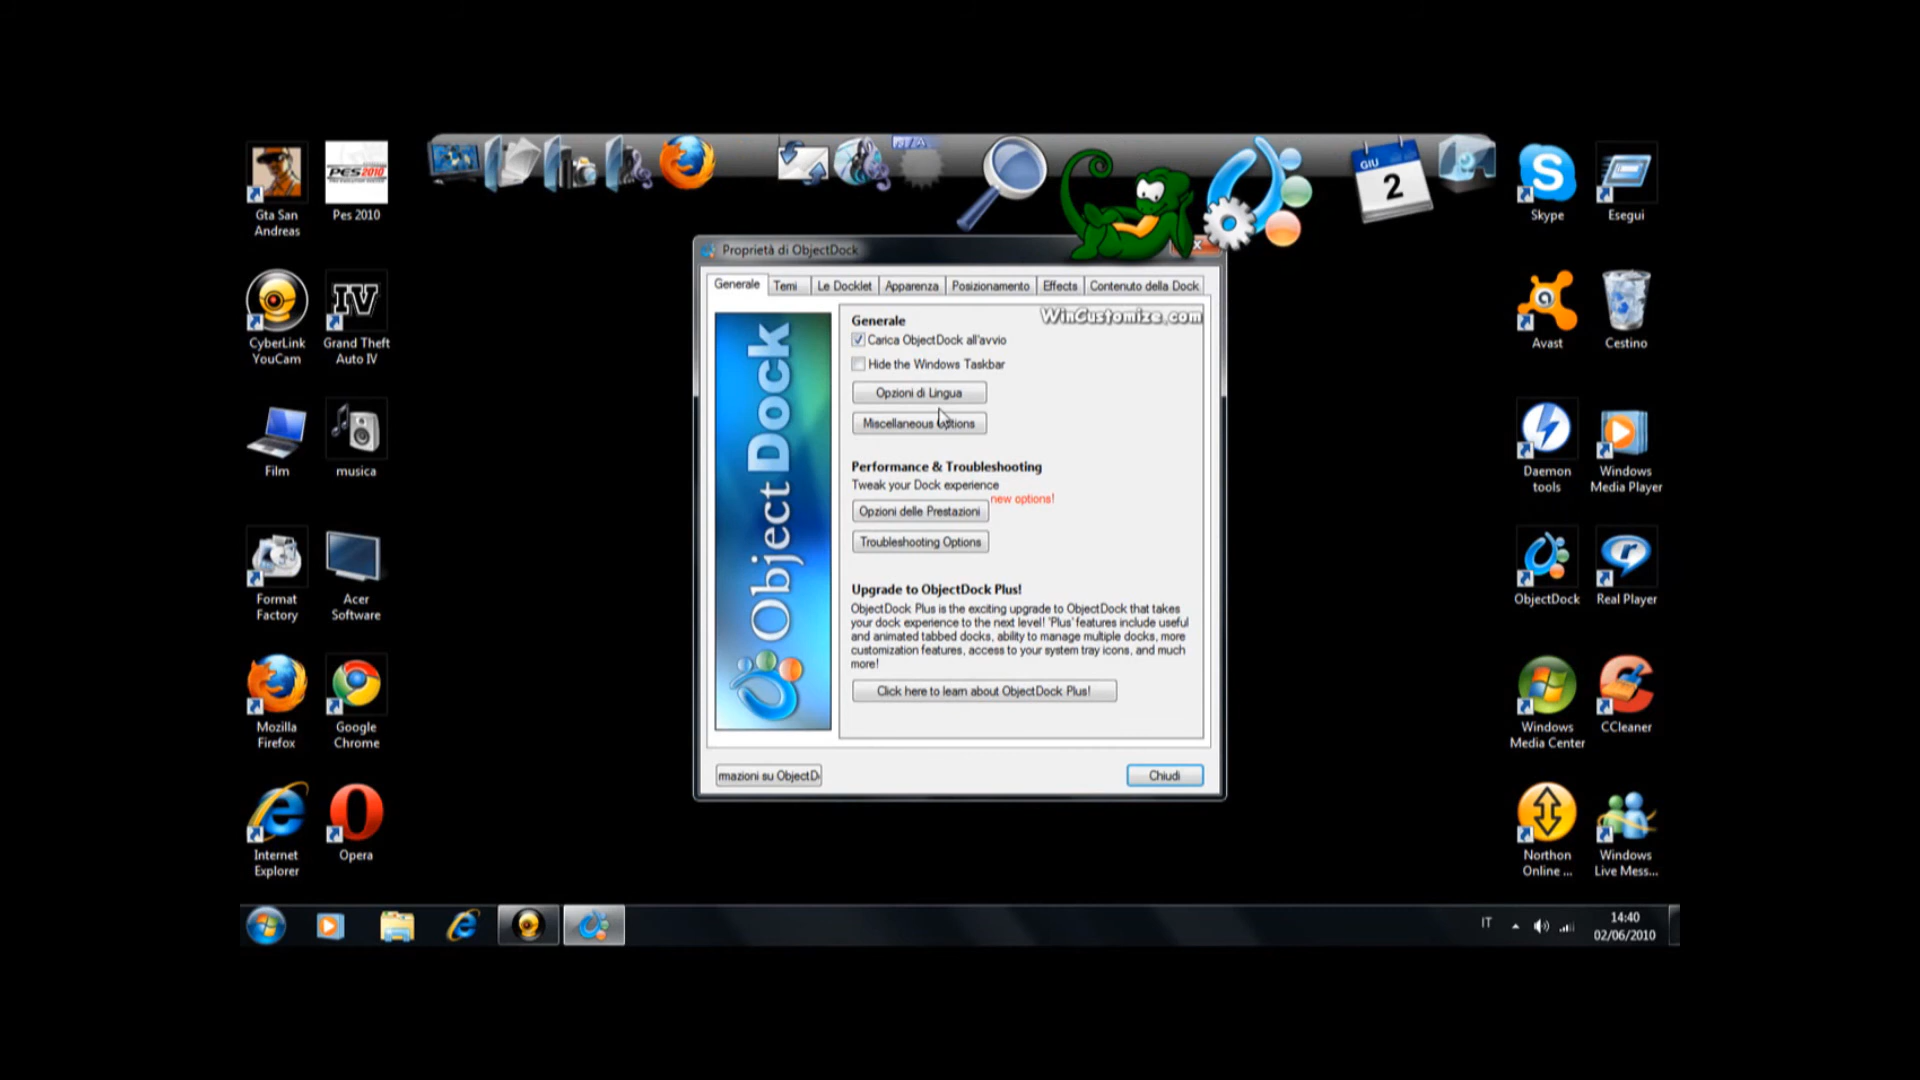 GIU
2
Gta San
Andreas
Pes 2010
PES2010
Skype
Esegui
CyberLink
YouCam
Grand Theft
Auto IV
IV
Avast
Cestino
Film
musica
Daemon
tools
Windows
Media Player
Format
Factory
Acer
Software
ObjectDock
Real Player
Mozilla
Firefox
Google
Chrome
Windows
Media Center
CCleaner
Internet
Explorer
Opera
Northon
Online ...
Windows
Live Mess...
Proprietà di ObjectDock
Generale
Temi
Le Docklet
Apparenza
Posizionamento
Effects
Contenuto della Dock
WinCustomize.com
Object Dock
Generale
Carica ObjectDock all'avvio
Hide the Windows Taskbar
Opzioni di Lingua
Miscellaneous Options
Performance & Troubleshooting
Tweak your Dock experience
new options!
Opzioni delle Prestazioni
Troubleshooting Options
Upgrade to ObjectDock Plus!
ObjectDock Plus is the exciting upgrade to ObjectDock that takes
your dock experience to the next level! 'Plus' features include useful
and animated tabbed docks, ability to manage multiple docks, more
customization features, access to your system tray icons, and much
more!
Click here to learn about ObjectDock Plus!
rmazioni su ObjectD
Chiudi
IT
14:40
02/06/2010